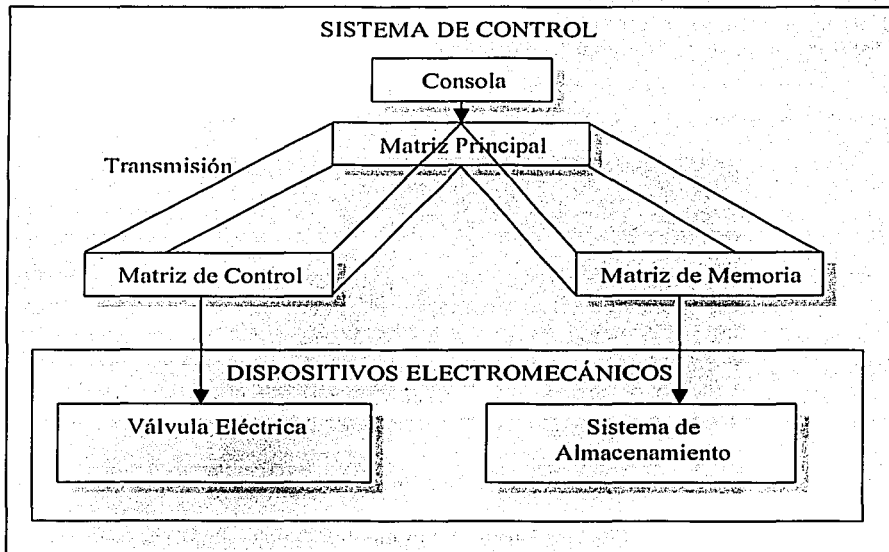 SISTEMA DE CONTROL
Consola
Matriz Principal
Transmisión
Matriz de Control
Matriz de Memoria
DISPOSITIVOS ELECTROMECÁNICOS
Válvula Eléctrica
Sistema de
Almacenamiento